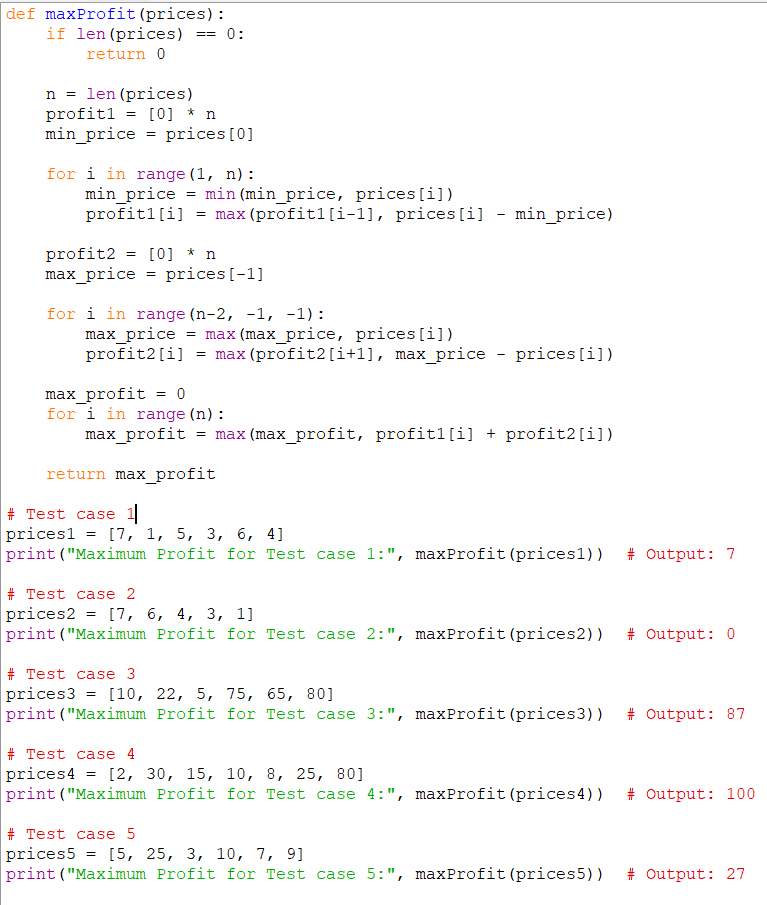 def maxProfit(prices):
    if len(prices) == 0:
        return 0

    n = len(prices)
    profit1 = [0] * n
    min_price = prices[0]

    for i in range(1, n):
        min_price = min(min_price, prices[i])
        profit1[i] = max(profit1[i-1], prices[i] - min_price)

    profit2 = [0] * n
    max_price = prices[-1]

    for i in range(n-2, -1, -1):
        max_price = max(max_price, prices[i])
        profit2[i] = max(profit2[i+1], max_price - prices[i])

    max_profit = 0
    for i in range(n):
        max_profit = max(max_profit, profit1[i] + profit2[i])

    return max_profit

# Test case 1
prices1 = [7, 1, 5, 3, 6, 4]
print("Maximum Profit for Test case 1:", maxProfit(prices1))  # Output: 7

# Test case 2
prices2 = [7, 6, 4, 3, 1]
print("Maximum Profit for Test case 2:", maxProfit(prices2))  # Output: 0

# Test case 3
prices3 = [10, 22, 5, 75, 65, 80]
print("Maximum Profit for Test case 3:", maxProfit(prices3))  # Output: 87

# Test case 4
prices4 = [2, 30, 15, 10, 8, 25, 80]
print("Maximum Profit for Test case 4:", maxProfit(prices4))  # Output: 100

# Test case 5
prices5 = [5, 25, 3, 10, 7, 9]
print("Maximum Profit for Test case 5:", maxProfit(prices5))  # Output: 27